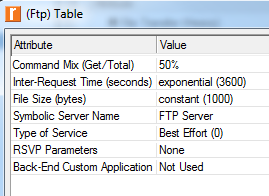 (Ftp) Table
Attribute Value
Command Mix (Get/Total) 50%
Inter-Request Time (seconds) exponential (3600)
File Size (bytes) constant (1000)
Symbolic Server Name FTP Server
Type of Service Best Effort (0)
RSVP Parameters None
Back-End Custom Application Not Used